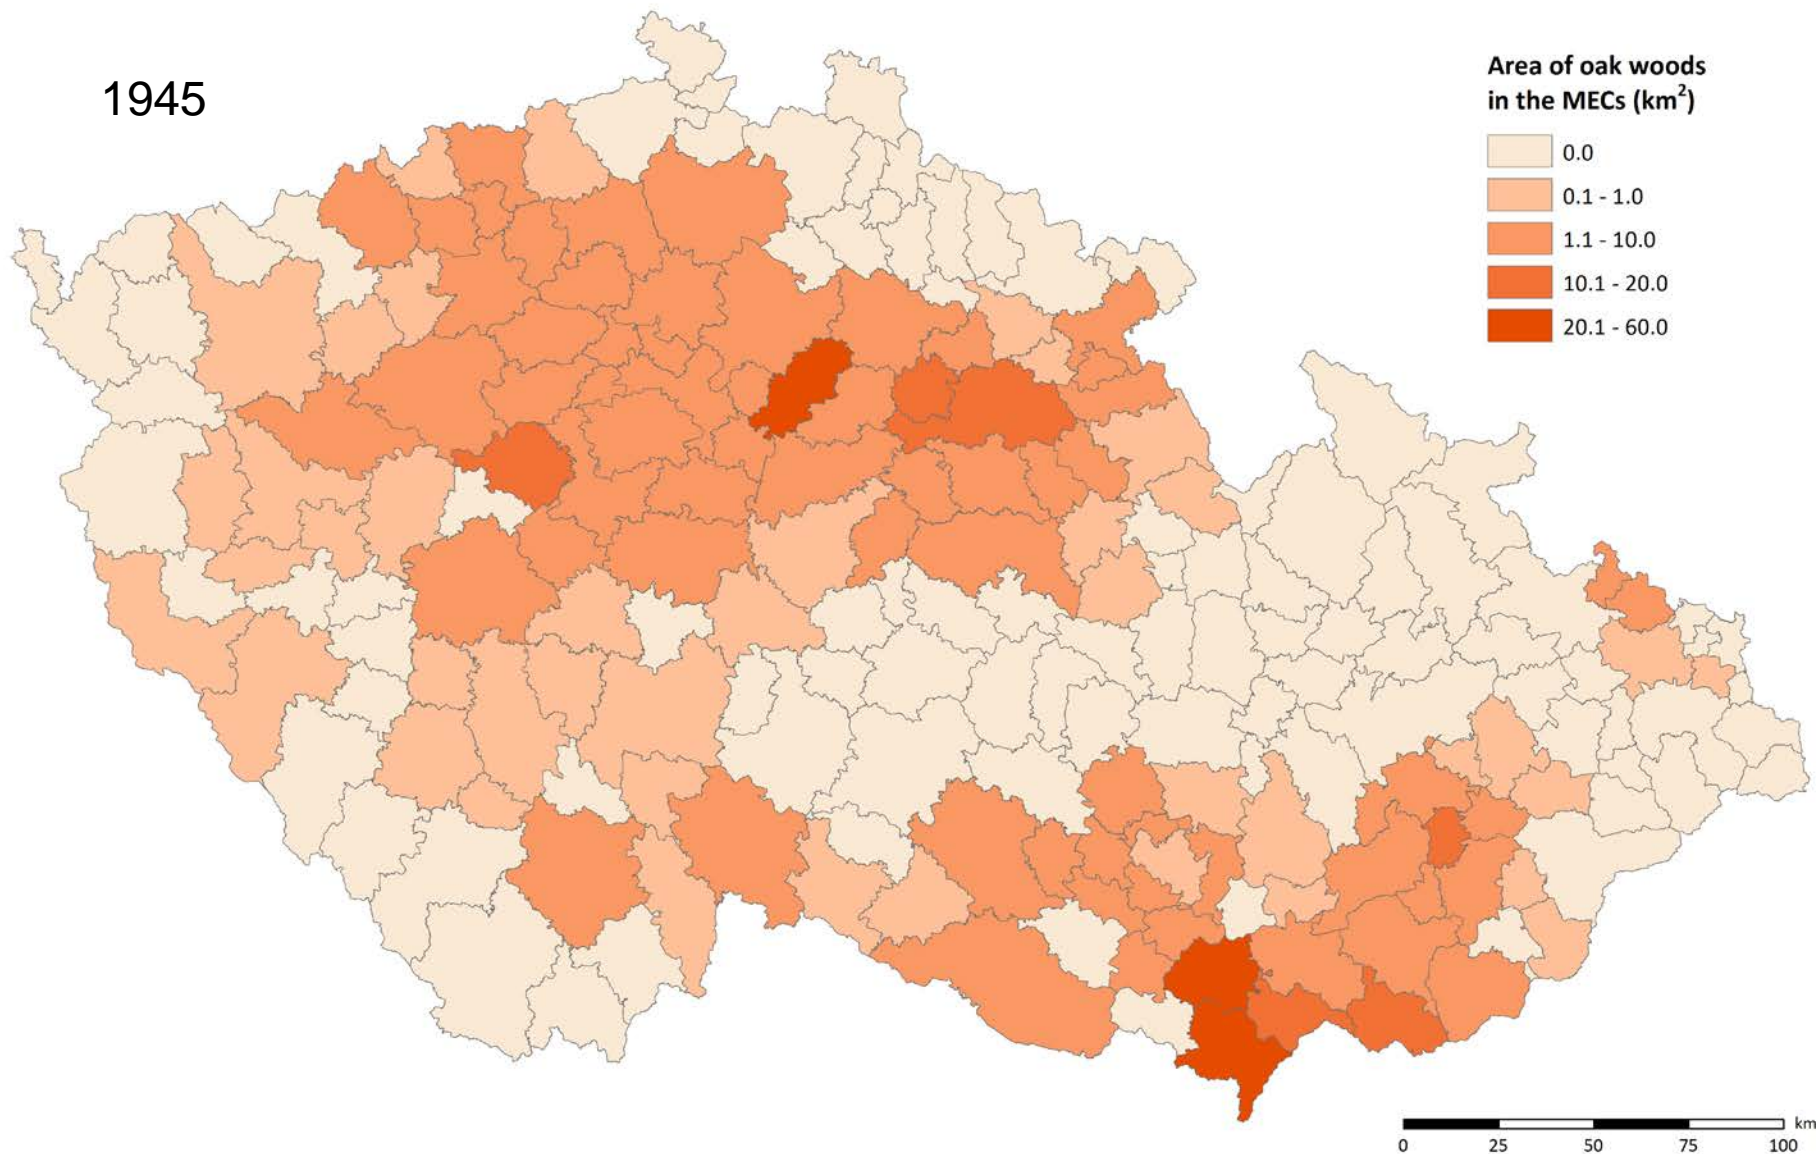 1945
Area of oak woods
in the MECs (km²)
0.0
0.1 - 1.0
1.1 - 10.0
10.1 - 20.0
20.1 - 60.0
km
0 25 50 75 100